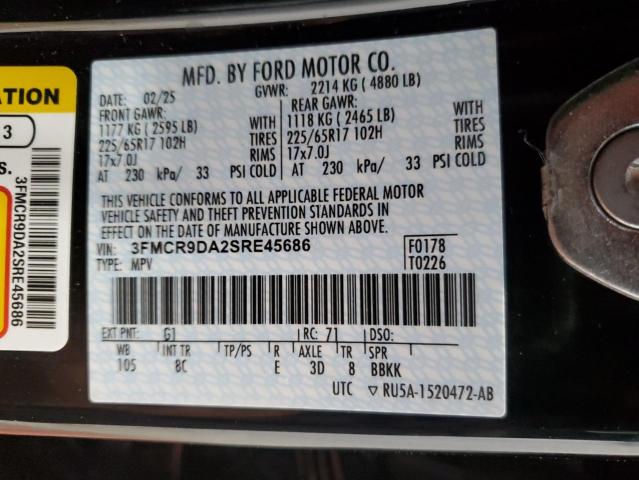 ATION
3
s.
3FMCR9DA2SRE45686
MFD. BY FORD MOTOR CO.
DATE: 02/25 GVWR: 2214 KG ( 4880 LB)
FRONT GAWR: REAR GAWR:
1177 KG ( 2595 LB) WITH 1118 KG ( 2465 LB) WITH
225/65R17 102H TIRES 225/65R17 102H TIRES
17x7.0J RIMS 17x7.0J RIMS
AT 230 kPa/ 33 PSI COLD AT 230 kPa/ 33 PSI COLD
THIS VEHICLE CONFORMS TO ALL APPLICABLE FEDERAL MOTOR
VEHICLE SAFETY AND THEFT PREVENTION STANDARDS IN
EFFECT ON THE DATE OF MANUFACTURE SHOWN ABOVE.
VIN: 3FMCR9DA2SRE45686 F0178
TYPE: MPV T0226
EXT PNT: G1 RC: 71 DSO:
WB INT TR TP/PS R AXLE TR SPR
105 8C E 3D 8 BBKK
UTC ▽ RU5A-1520472-AB